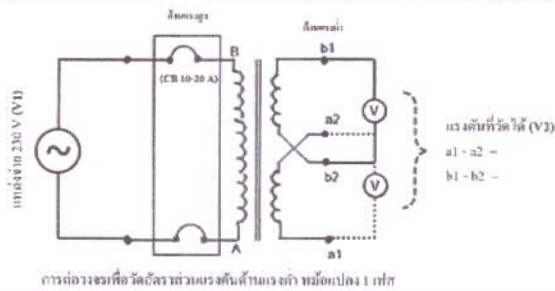 ด้านแรงสูง
ด้านแรงต่ำ
B
b1
(CB 10-20 A)
V
แหล่งจ่าย 230 V (V1)
a2
แรงดันที่วัดได้ (V2)
a1 - a2 =
b2
b1 - b2 =
V
A
a1
การต่อวงจรเพื่อวัดอัตราส่วนแรงดันด้านแรงต่ำ หม้อแปลง 1 เฟส